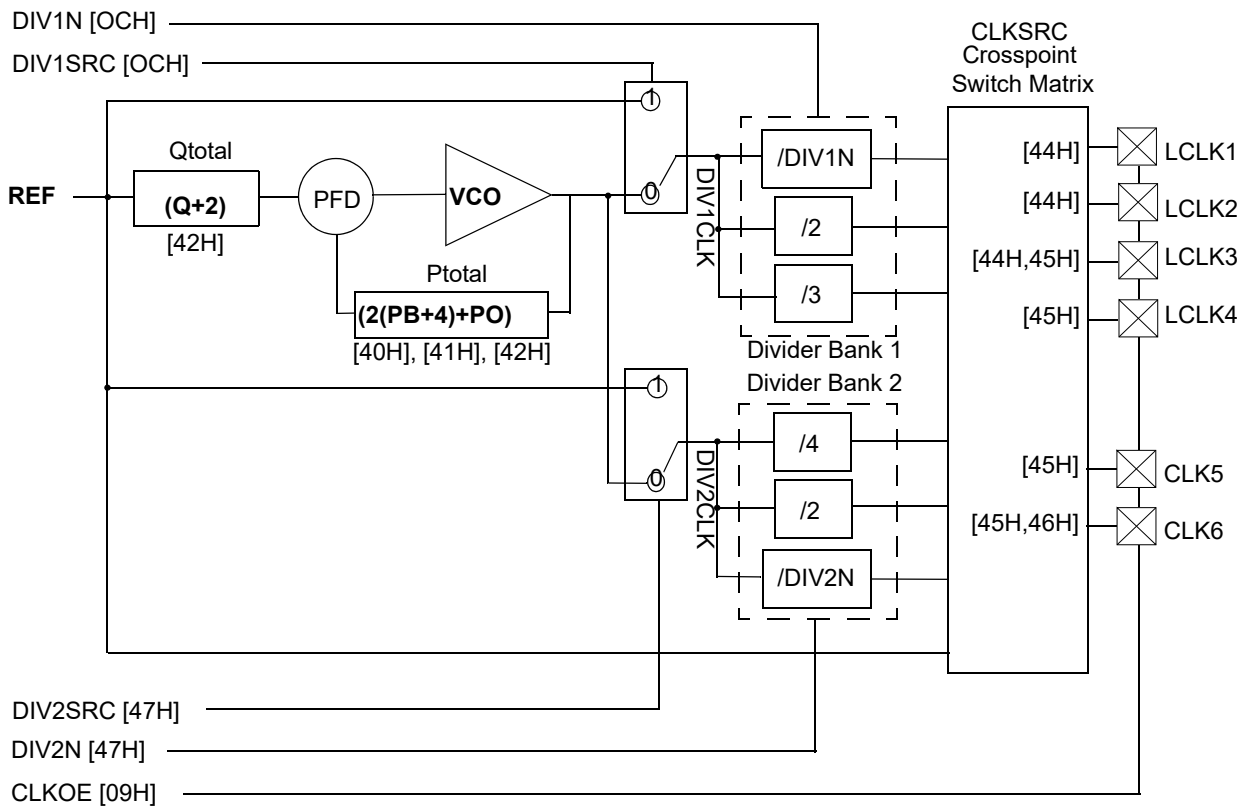 DIV1N [OCH]
DIV1SRC [OCH]
CLKSRC
Crosspoint
Switch Matrix
1
0
Qtotal
REF
(Q+2)
[42H]
PFD
VCO
Ptotal
(2(PB+4)+PO)
[40H], [41H], [42H]
DIV1CLK
/DIV1N
/2
/3
Divider Bank 1
Divider Bank 2
1
0
DIV2CLK
/4
/2
/DIV2N
[44H]
LCLK1
[44H]
LCLK2
[44H,45H]
LCLK3
[45H]
LCLK4
[45H]
CLK5
[45H,46H]
CLK6
DIV2SRC [47H]
DIV2N [47H]
CLKOE [09H]